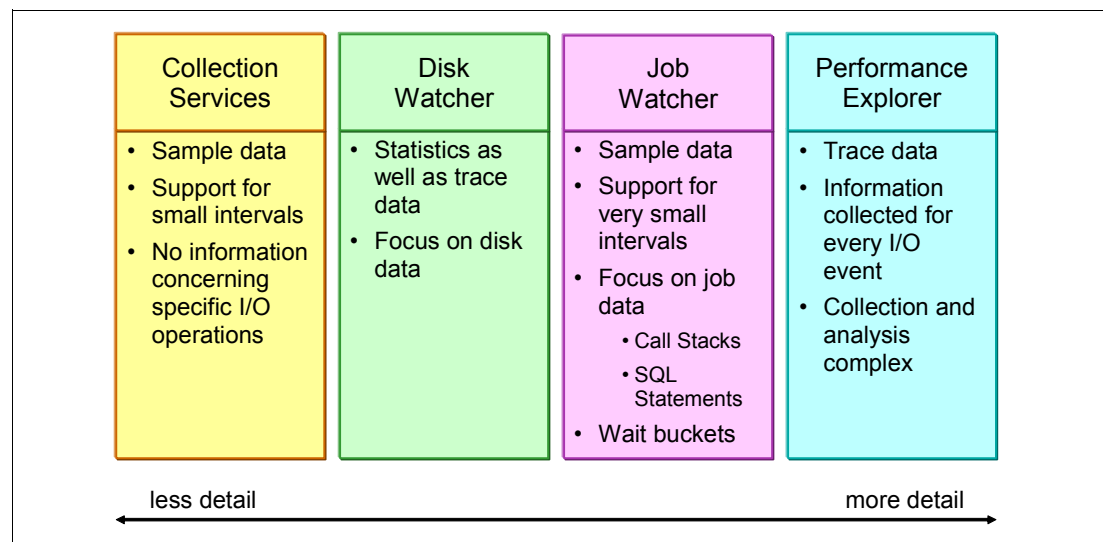 Collection
Services
• Sample data
• Support for
small intervals
• No information
concerning
specific I/O
operations
Disk
Watcher
• Statistics as
well as trace
data
• Focus on disk
data
Job
Watcher
• Sample data
• Support for
very small
intervals
• Focus on job
data
• Call Stacks
• SQL
Statements
• Wait buckets
Performance
Explorer
• Trace data
• Information
collected for
every I/O
event
• Collection and
analysis
complex
less detail
more detail